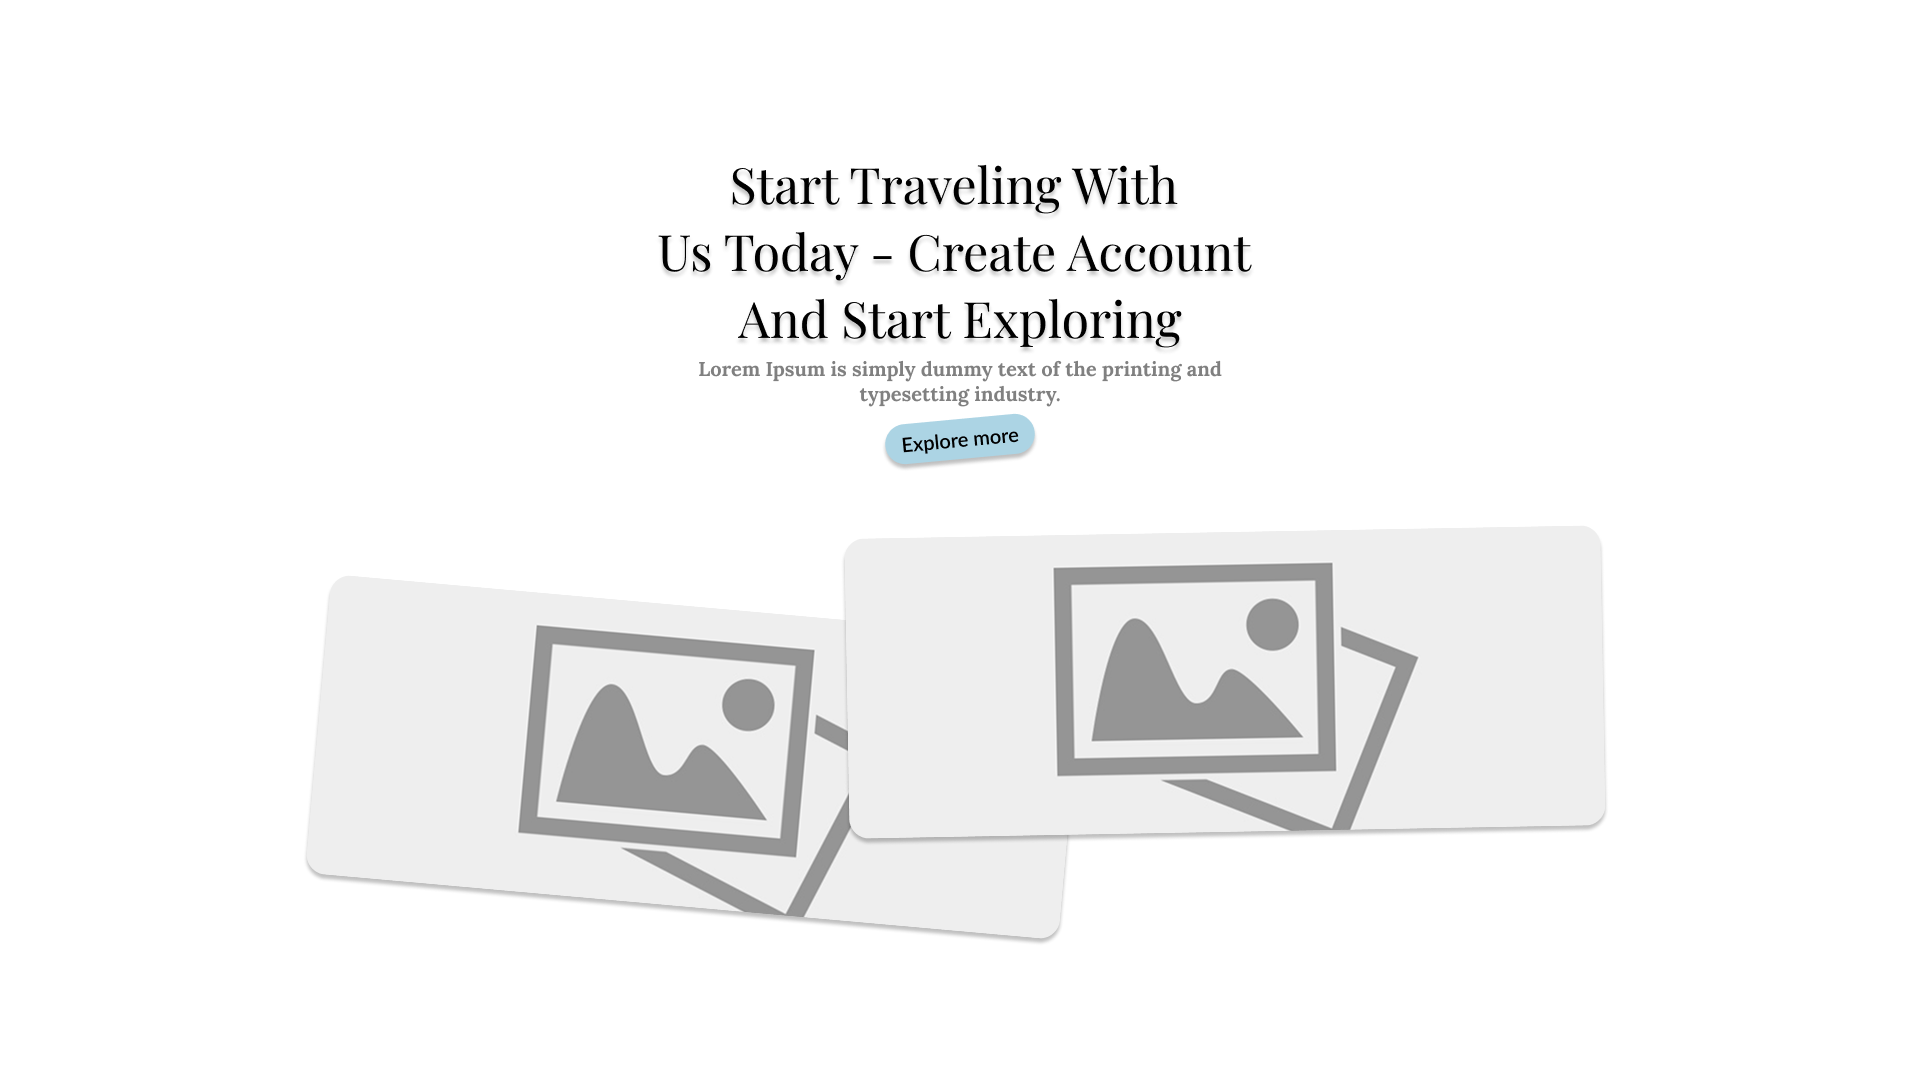 Start Traveling With
Us Today - Create Account
And Start Exploring
Lorem Ipsum is simply dummy text of the printing and
typesetting industry.
Explore more